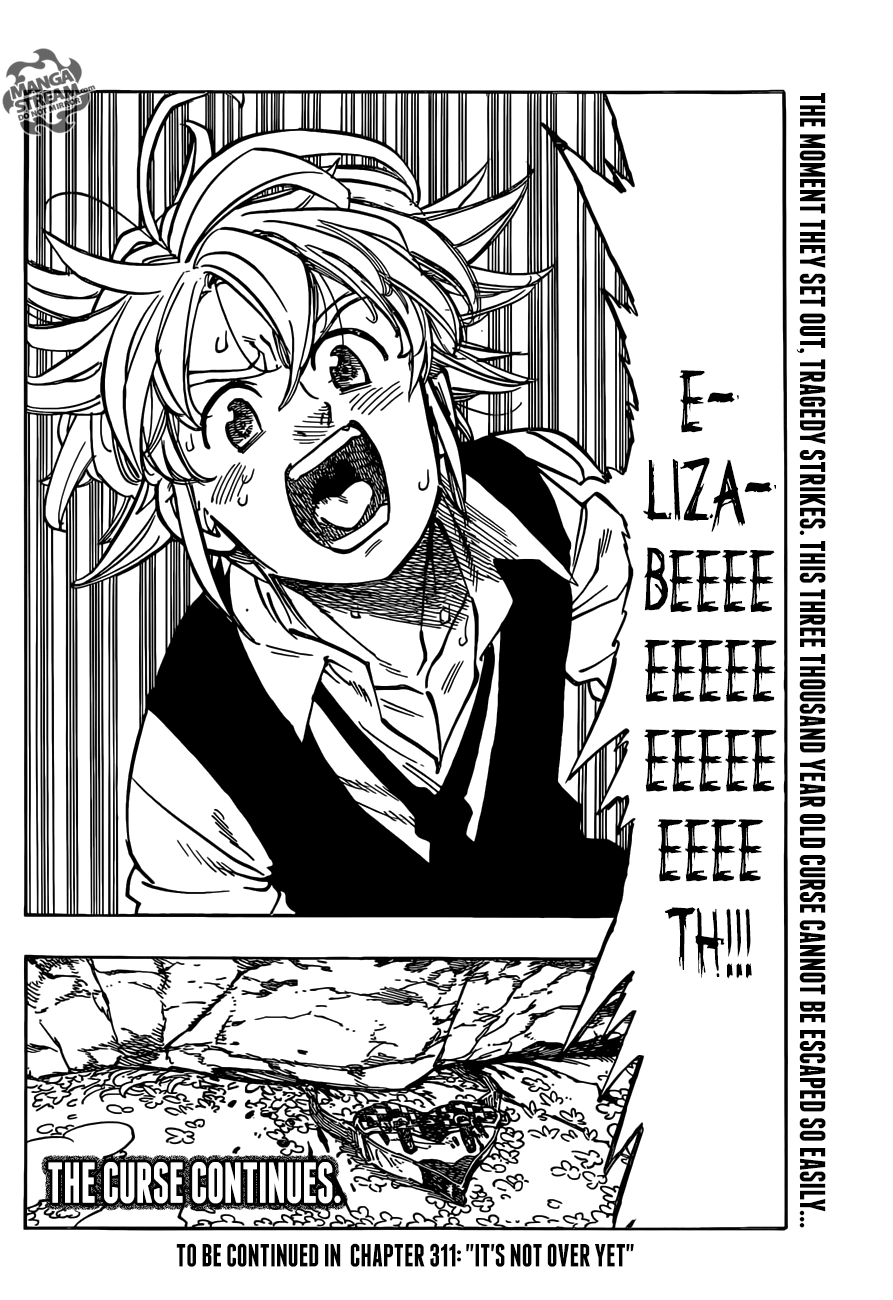 MANGA
STREAM.com
DO NOT MIRROR
THE MOMENT THEY SET OUT, TRAGEDY STRIKES. THIS THREE THOUSAND YEAR OLD CURSE CANNOT BE ESCAPED SO EASILY...
E-
LIZA-
BEEEE
EEEEE
EEEEE
EEEE
TH!!!
THE CURSE CONTINUES.
TO BE CONTINUED IN CHAPTER 311: "IT'S NOT OVER YET"